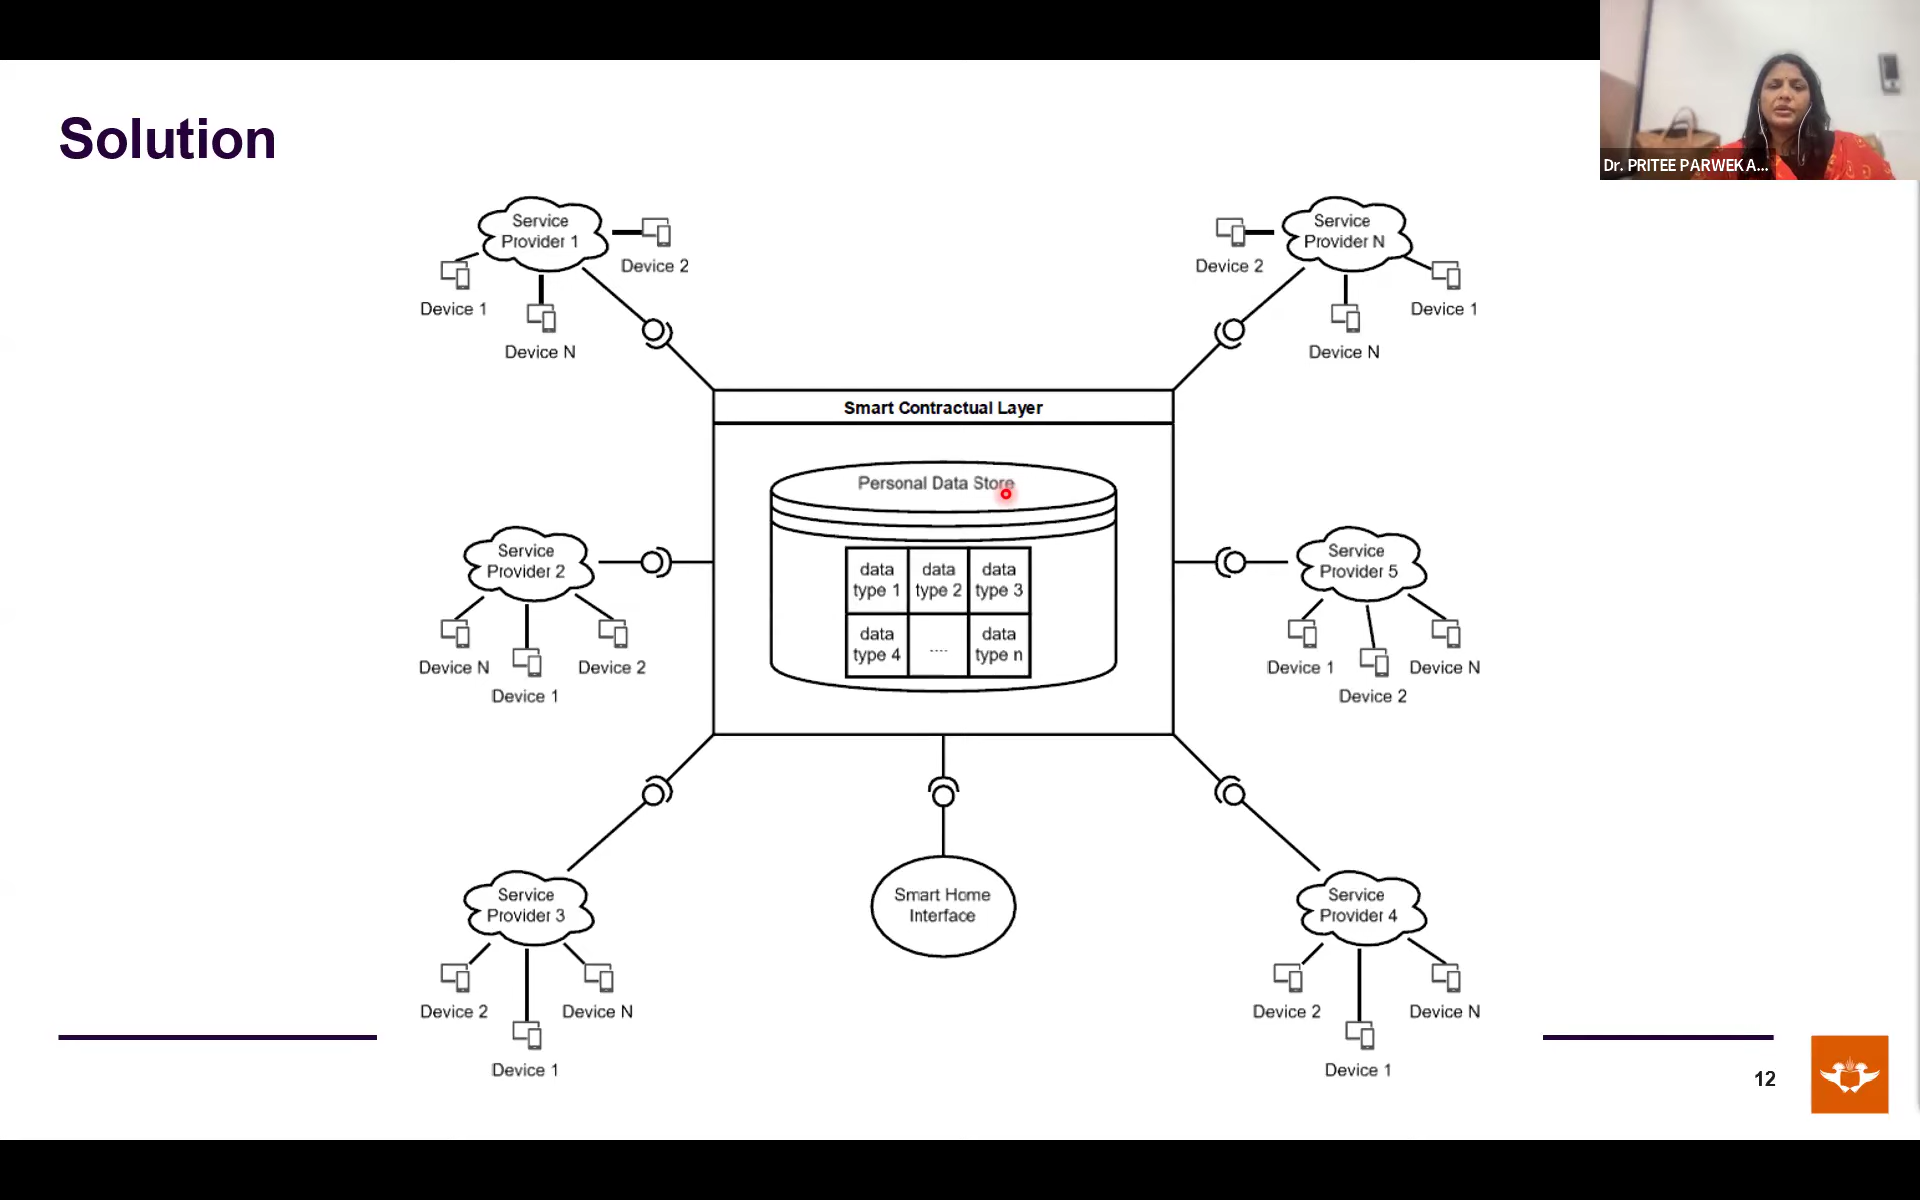 Dr. PRITEE PARWEKA...
Solution
Service
Provider 1
Device 2
Device 1
Device N
Service
Provider N
Device 2
Device 1
Device N
Smart Contractual Layer
Personal Data Store
data
type 1
data
type 2
data
type 3
data
type 4
....
data
type n
Service
Provider 2
Device N
Device 2
Device 1
Service
Provider 5
Device 1
Device N
Device 2
Service
Provider 3
Device 2
Device N
Device 1
Smart Home
Interface
Service
Provider 4
Device 2
Device N
Device 1
12